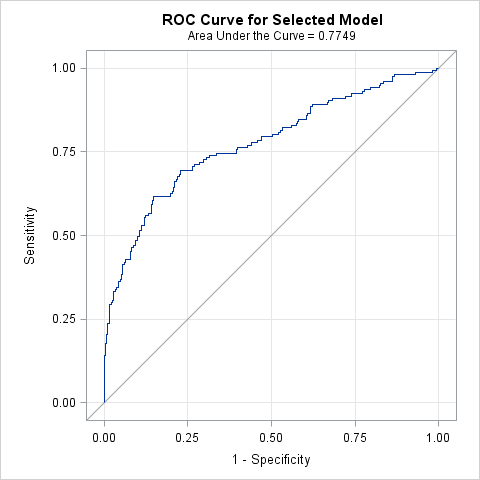 ROC Curve for Selected Model
Area Under the Curve = 0.7749
1.00
0.75
0.50
0.25
0.00
Sensitivity
0.00 0.25 0.50 0.75 1.00
1 - Specificity